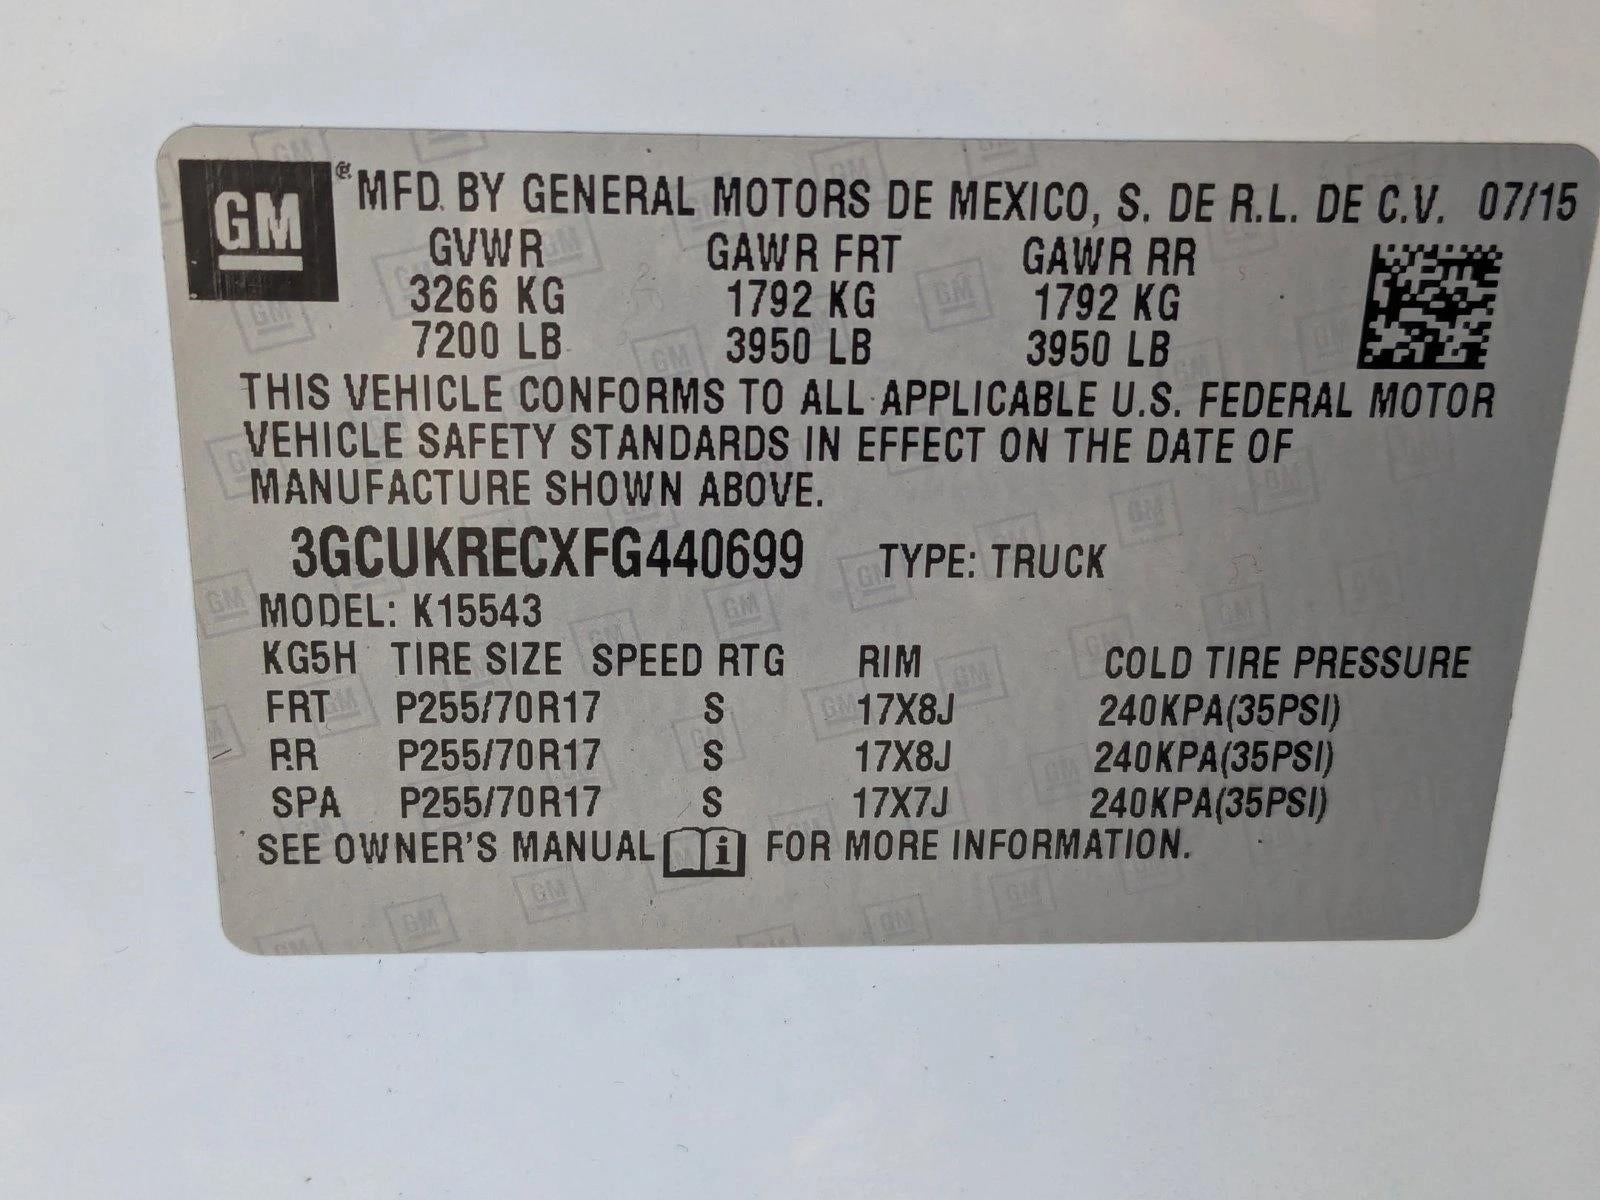 GM ® MFD. BY GENERAL MOTORS DE MEXICO, S. DE R.L. DE C.V. 07/15
GVWR GAWR FRT GAWR RR
3266 KG 1792 KG 1792 KG
7200 LB 3950 LB 3950 LB
THIS VEHICLE CONFORMS TO ALL APPLICABLE U.S. FEDERAL MOTOR
VEHICLE SAFETY STANDARDS IN EFFECT ON THE DATE OF
MANUFACTURE SHOWN ABOVE.
3GCUKRECXFG440699 TYPE: TRUCK
MODEL: K15543
KG5H TIRE SIZE SPEED RTG RIM COLD TIRE PRESSURE
FRT P255/70R17 S 17X8J 240KPA(35PSI)
RR P255/70R17 S 17X8J 240KPA(35PSI)
SPA P255/70R17 S 17X7J 240KPA(35PSI)
SEE OWNER'S MANUAL i FOR MORE INFORMATION.